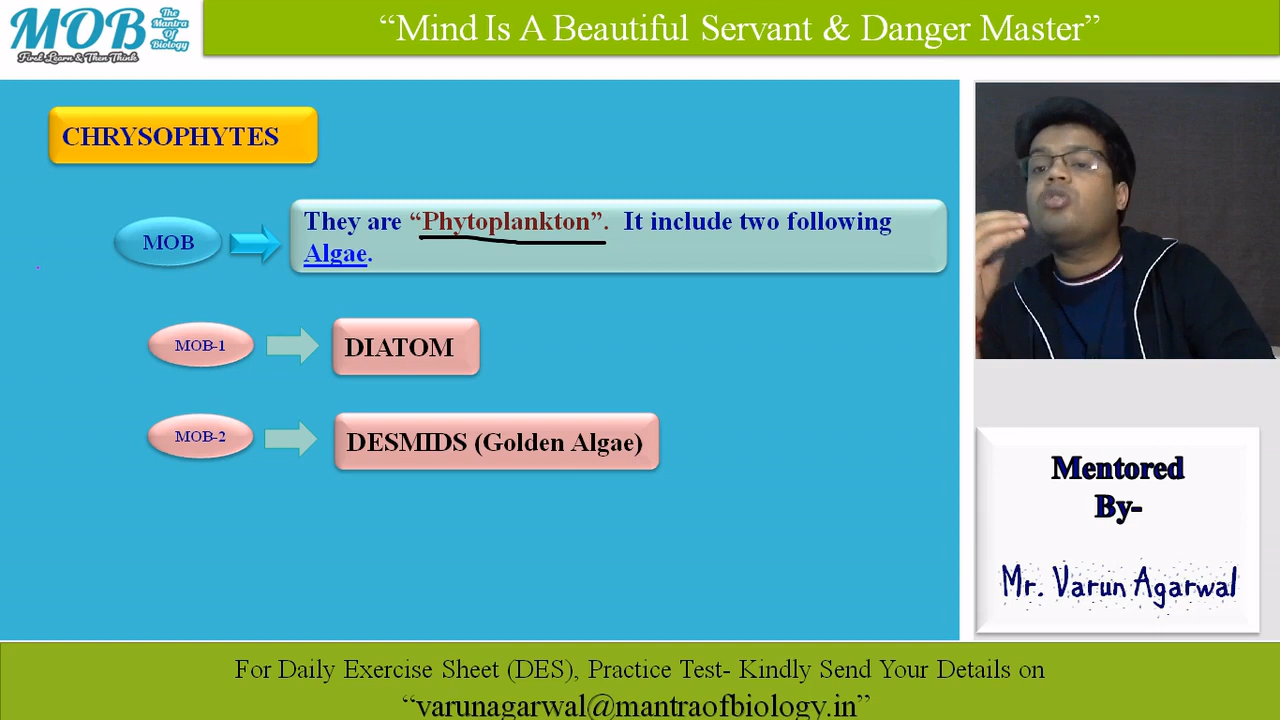 MOB The Mantra Of Biology
First Learn & Then Think
“Mind Is A Beautiful Servant & Danger Master”
CHRYSOPHYTES
MOB
They are “Phytoplankton”. It include two following
Algae.
MOB-1
DIATOM
MOB-2
DESMIDS (Golden Algae)
Mentored
By-
Mr. Varun Agarwal
For Daily Exercise Sheet (DES), Practice Test- Kindly Send Your Details on
“varunagarwal@mantraofbiology.in”